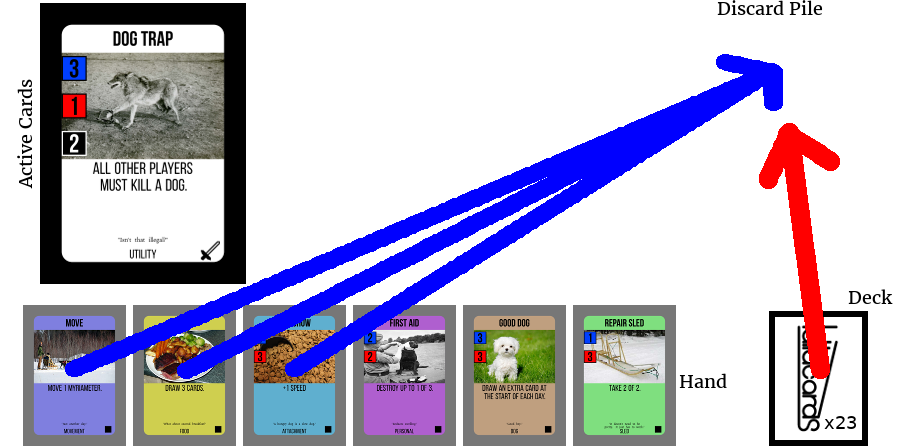 Discard Pile
Active Cards
DOG TRAP
3
1
2
ALL OTHER PLAYERS
MUST KILL A DOG.
"Isn't that illegal?"
UTILITY
Deck
x23
Hand
MOVE
MOVE 1 MYRIAMETER.
MOVEMENT
DRAW 3 CARDS.
FOOD
3
+1 SPEED
ATTACHMENT
FIRST AID
2
2
DESTROY UP TO 1 OF 3.
PERSONAL
GOOD DOG
3
3
DRAW AN EXTRA CARD AT
THE START OF EACH DAY.
DOG
REPAIR SLED
1
3
TAKE 2 OF 2.
SLED